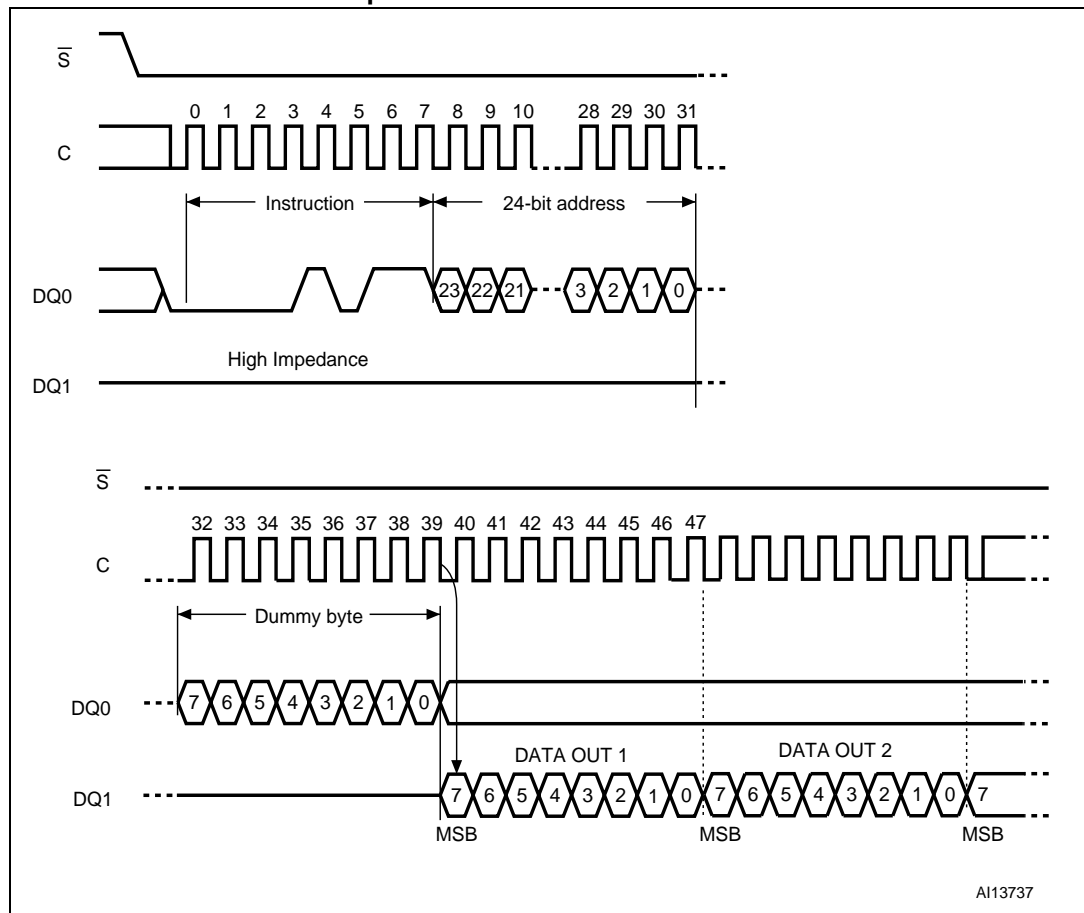 S
0 1 2 3 4 5 6 7 8 9 10 28 29 30 31
C
Instruction 24-bit address
DQ0 23 22 21 3 2 1 0
High Impedance
DQ1
S
32 33 34 35 36 37 38 39 40 41 42 43 44 45 46 47
C
Dummy byte
DQ0 7 6 5 4 3 2 1 0
DATA OUT 1 DATA OUT 2
DQ1 7 6 5 4 3 2 1 0 7 6 5 4 3 2 1 0 7
MSB MSB MSB
AI13737